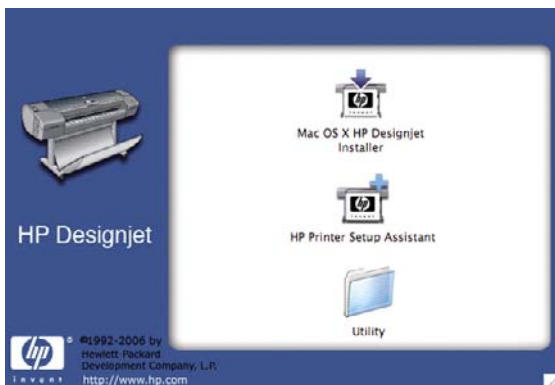 Mac OS X HP Designjet
Installer
HP Printer Setup Assistant
Utility
HP Designjet
hp
invent
®
©1992-2006 by
Hewlett Packard
Development Company, L.P.
http://www.hp.com